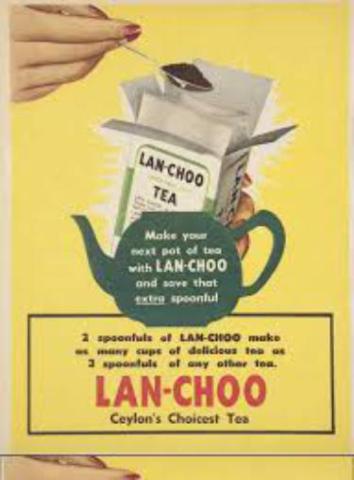 LAN-CHOO
TEA
Make your
next pot of tea
with LAN-CHOO
and save that
extra spoonful
2 spoonfuls of LAN-CHOO make
as many cups of delicious tea as
3 spoonfuls of any other tea.
LAN-CHOO
Ceylon's Choicest Tea